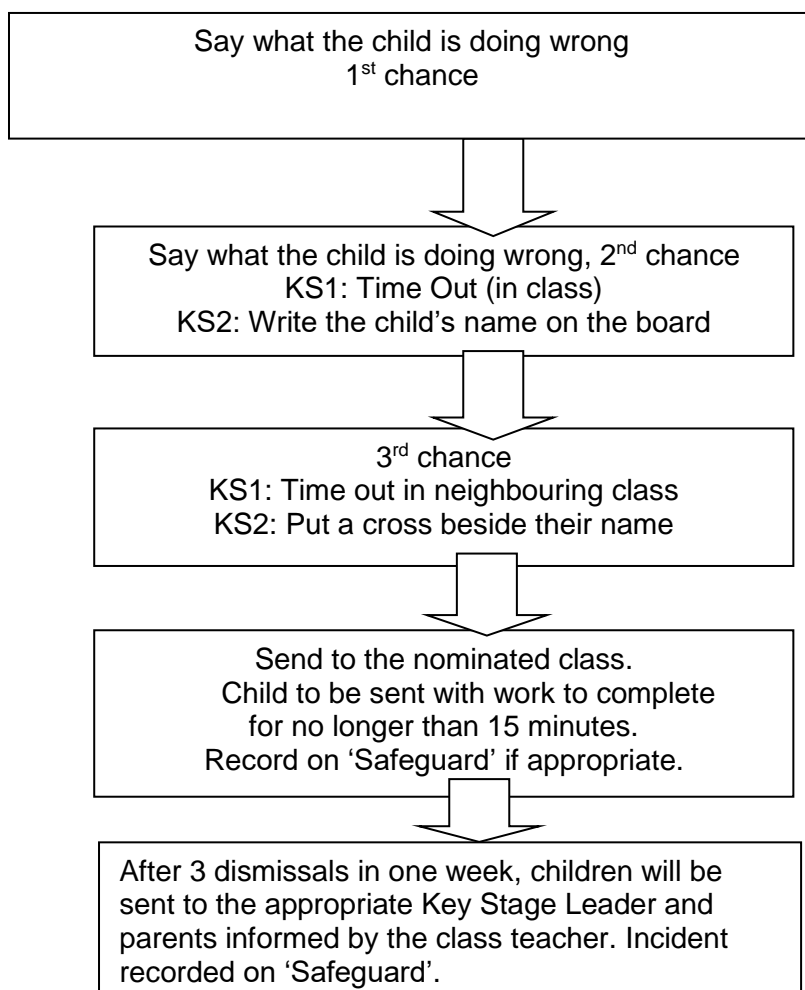 Say what the child is doing wrong
1st chance
Say what the child is doing wrong, 2nd chance
KS1: Time Out (in class)
KS2: Write the child’s name on the board
3rd chance
KS1: Time out in neighbouring class
KS2: Put a cross beside their name
Send to the nominated class.
Child to be sent with work to complete
for no longer than 15 minutes.
Record on ‘Safeguard’ if appropriate.
After 3 dismissals in one week, children will be
sent to the appropriate Key Stage Leader and
parents informed by the class teacher. Incident
recorded on ‘Safeguard’.